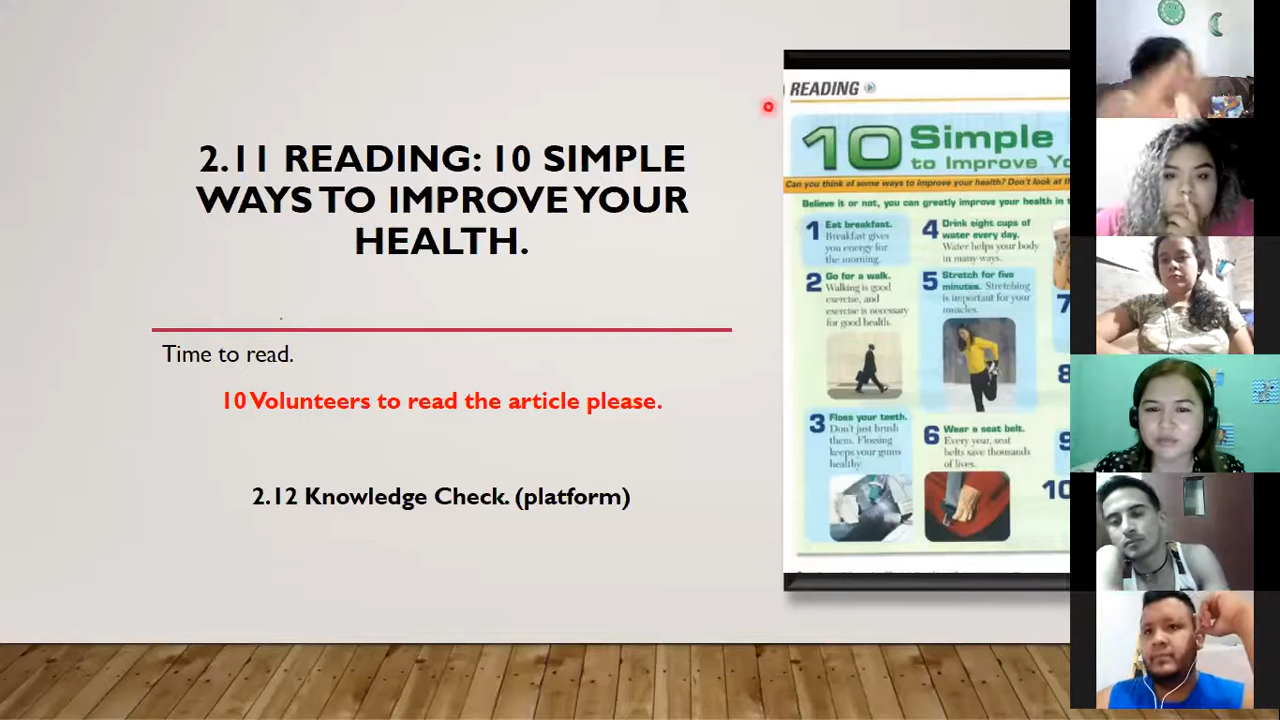 2.11 READING: 10 SIMPLE
WAYS TO IMPROVE YOUR
HEALTH.
Time to read.
10 Volunteers to read the article please.
2.12 Knowledge Check. (platform)
READING
10 Simple
to Improve Yo
Can you think of some ways to improve your health? Don't look at th
Believe it or not, you can greatly improve your health in t
1 Eat breakfast.
Breakfast gives
you energy for
the morning.
2 Go for a walk.
Walking is good
exercise, and
exercise is necessary
for good health.
3 Floss your teeth.
Don't just brush
them. Flossing
keeps your gums
healthy.
4 Drink eight cups of
water every day.
Water helps your body
in many ways.
5 Stretch for five
minutes. Stretching
is important for your
muscles.
6 Wear a seat belt.
Every year, seat
belts save thousands
of lives.
7
8
9
10